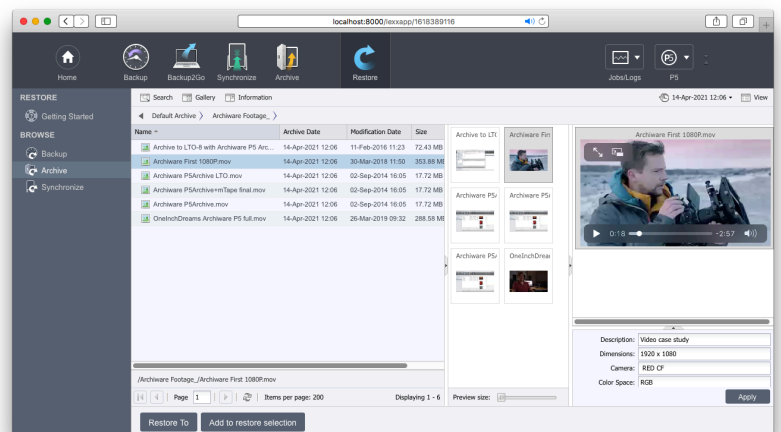 localhost:8000/lexxapp/1618389116
Home
Backup
Backup2Go
Synchronize
Archive
Restore
Jobs/Logs
P5
P5
RESTORE
Getting Started
BROWSE
Backup
Archive
Synchronize
Search Gallery Information
14-Apr-2021 12:06 View
Default Archive Archiware Footage_
Name Archive Date Modification Date Size
Archive to LTO-8 with Archiware P5 Arc... 14-Apr-2021 12:06 11-Feb-2016 11:23 72.43 MB
Archiware First 1080P.mov 14-Apr-2021 12:06 30-Mar-2018 11:50 353.88 ME
Archiware P5Archive LTO.mov 14-Apr-2021 12:06 02-Sep-2014 16:05 17.72 MB
Archiware P5Archive+mTape final.mov 14-Apr-2021 12:06 02-Sep-2014 16:05 17.72 MB
Archiware P5Archive.mov 14-Apr-2021 12:06 02-Sep-2014 16:05 17.72 MB
OneInchDreams Archiware P5 full.mov 14-Apr-2021 12:06 26-Mar-2019 09:32 288.58 ME
/Archiware Footage_/Archiware First 1080P.mov
Page 1 Items per page: 200 Displaying 1 - 6
Archive to LTC Archiware Firs
Archiware P5A Archiware P5A
Archiware P5A OneInchDrear
Preview size:
Archiware First 1080P.mov
0:18 -2:57
Description: Video case study
Dimensions: 1920 x 1080
Camera: RED CF
Color Space: RGB
Apply
Restore To Add to restore selection